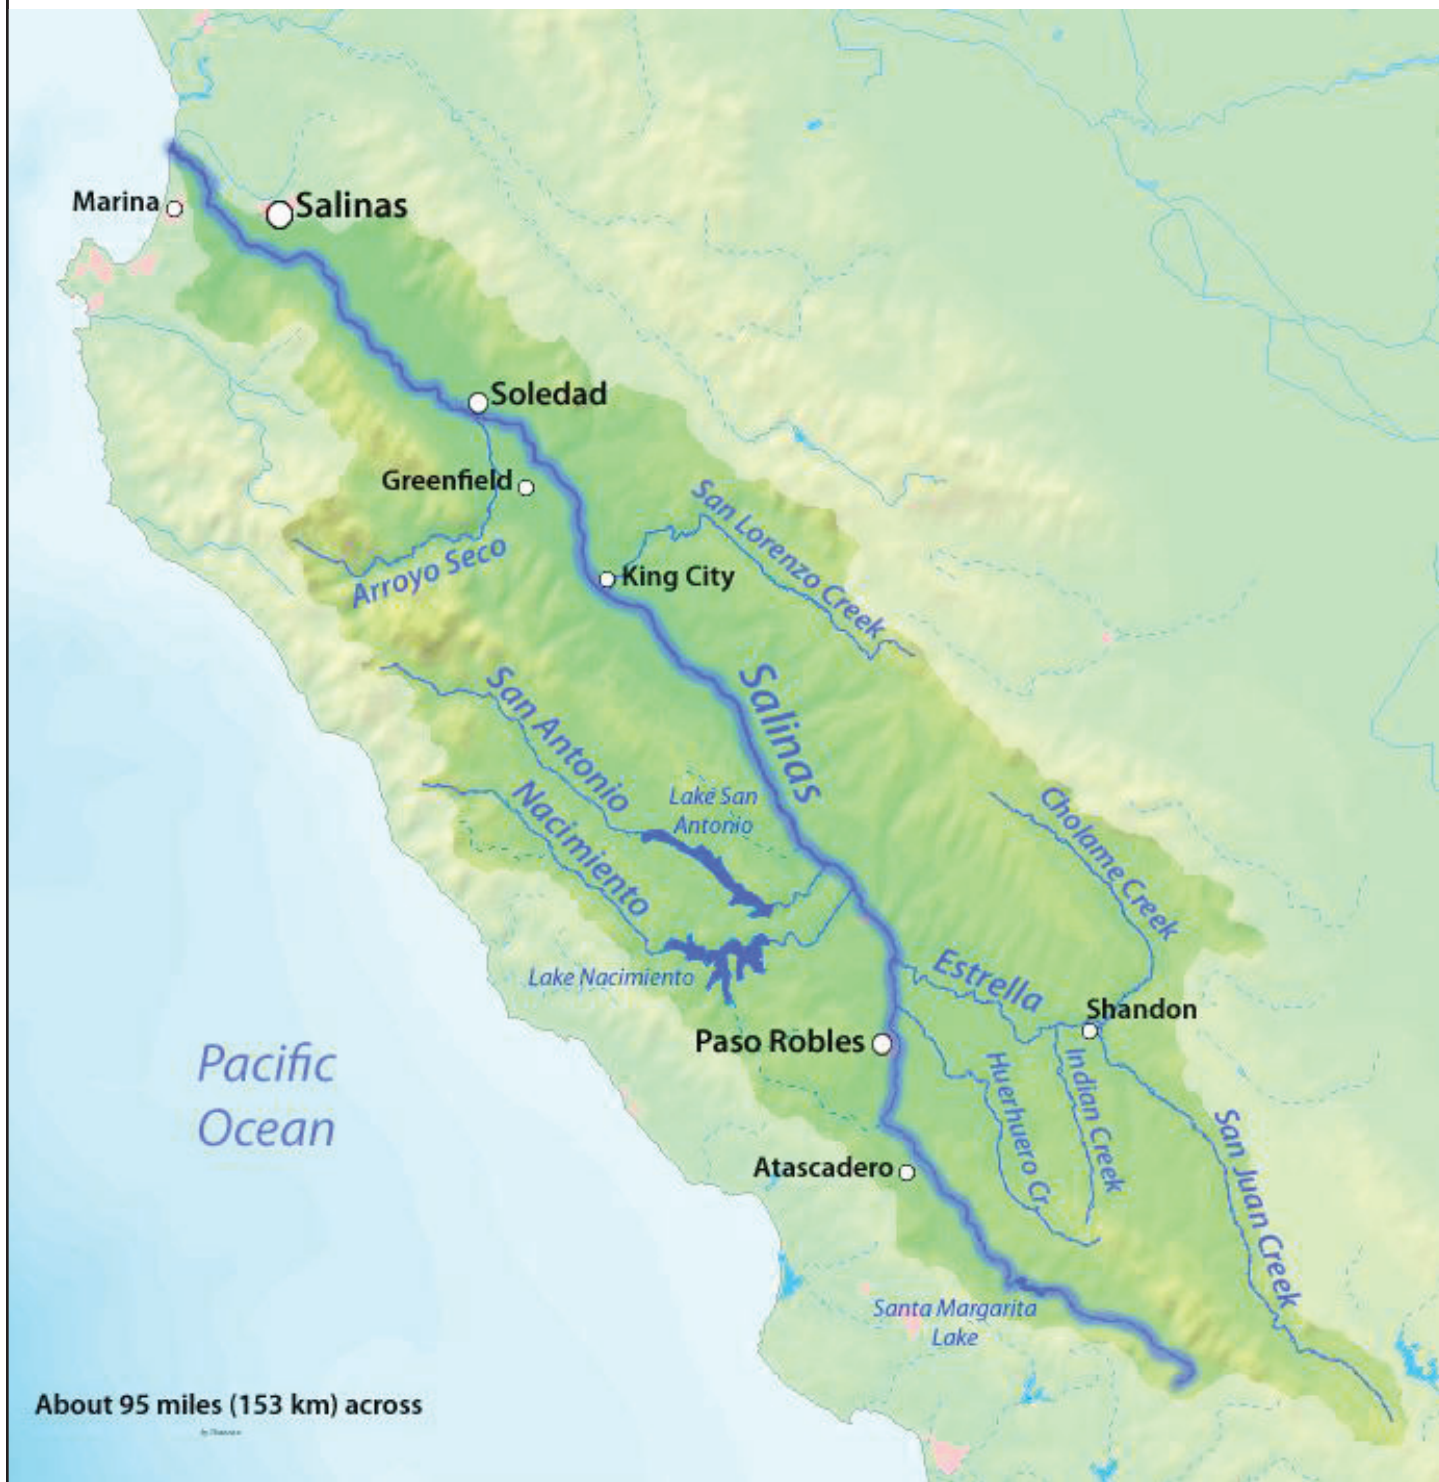 Marina
Salinas
Soledad
Greenfield
San Lorenzo Creek
Arroyo Seco
King City
Salinas
San Antonio
Lake San
Antonio
Nacimiento
Cholame Creek
Lake Nacimiento
Estrella
Shandon
Paso Robles
Huerhuero Cr.
Indian Creek
Pacific
Ocean
San Juan Creek
Atascadero
Santa Margarita
Lake
About 95 miles (153 km) across